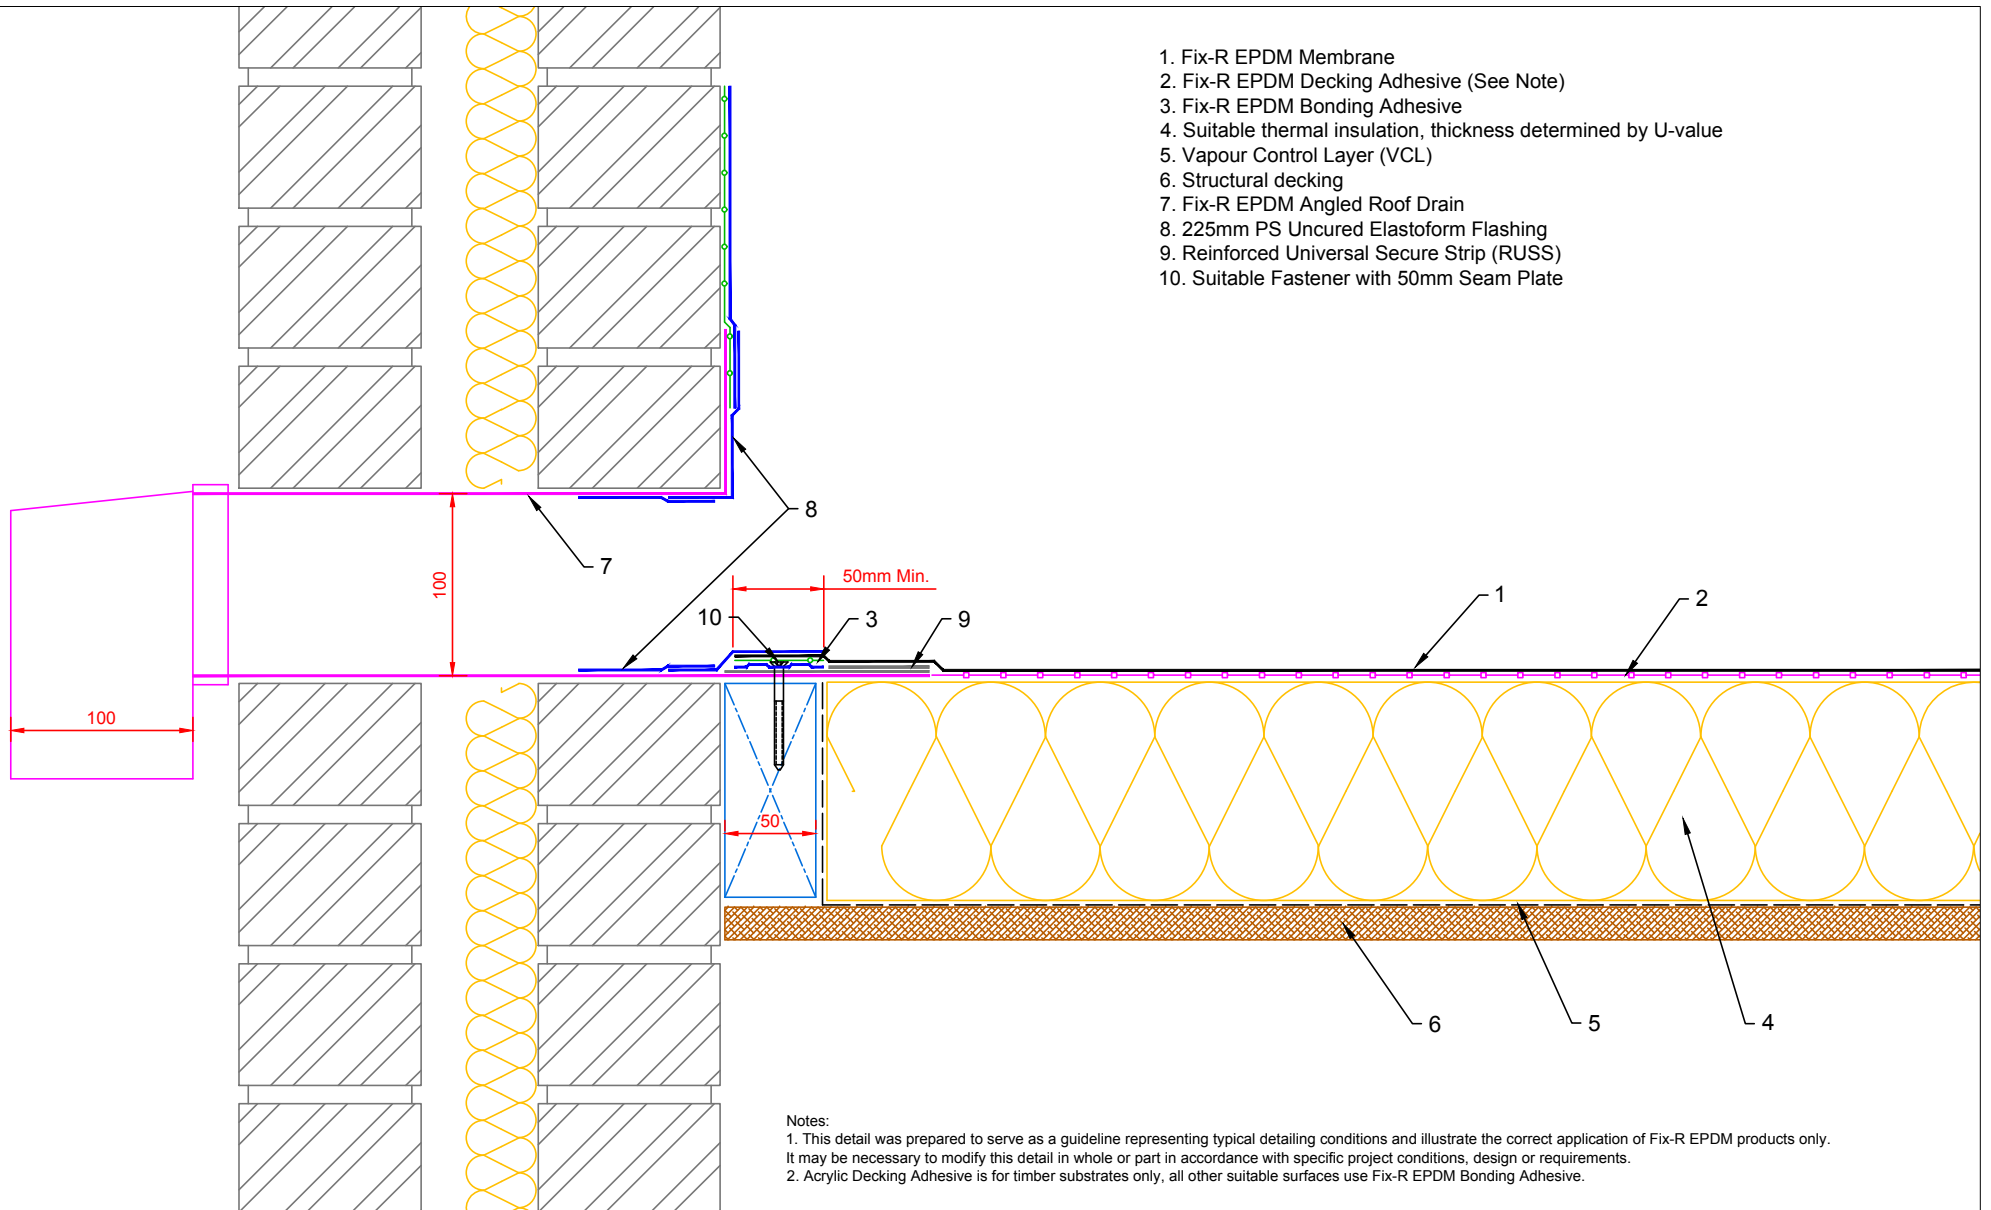 1. Fix-R EPDM Membrane
2. Fix-R EPDM Decking Adhesive (See Note)
3. Fix-R EPDM Bonding Adhesive
4. Suitable thermal insulation, thickness determined by U-value
5. Vapour Control Layer (VCL)
6. Structural decking
7. Fix-R EPDM Angled Roof Drain
8. 225mm PS Uncured Elastoform Flashing
9. Reinforced Universal Secure Strip (RUSS)
10. Suitable Fastener with 50mm Seam Plate
8
7
100
50mm Min.
10
3
9
1
2
100
50
6
5
4
Notes:
1. This detail was prepared to serve as a guideline representing typical detailing conditions and illustrate the correct application of Fix-R EPDM products only.
It may be necessary to modify this detail in whole or part in accordance with specific project conditions, design or requirements.
2. Acrylic Decking Adhesive is for timber substrates only, all other suitable surfaces use Fix-R EPDM Bonding Adhesive.